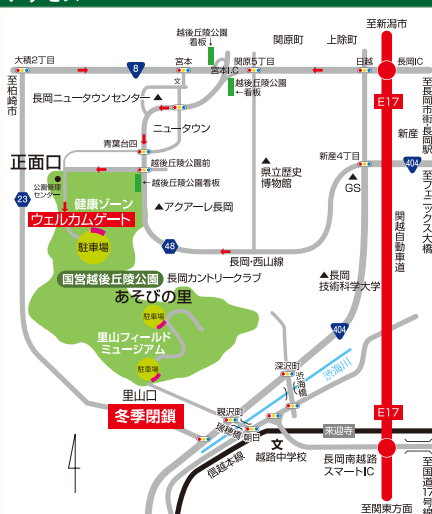 至新潟市
越後丘陵公園
看板↓
関原町
上除町
大積2丁目
8
宮本
宮本I.C
関原5丁目
日越
長岡IC
至柏崎市
越後丘陵公園
←看板
E17
至長岡市街・長岡駅
長岡ニュータウンセンター▲
文
ニュータウン
新産
青葉台四
新産4丁目
404
正面口
越後丘陵公園前
▲県立歴史
博物館
▲
GS
公園管理
センター
←越後丘陵公園看板
至フェニックス大橋
23
健康ゾーン
ウェルカムゲート
▲アクアーレ長岡
関越自動車道
駐車場
48
長岡・西山線
国営越後丘陵公園
長岡カントリークラブ
▲長岡
技術科学大学
あそびの里
駐車場
404
里山フィールド
ミュージアム
渋海川
駐車場
深沢町
渋海橋
里山口
冬季閉鎖
親沢町
瑞穂橋
朝日
E17
来迎寺
文
越路中学校
信越本線
長岡南越路
スマートIC
至国道17号線
至関東方面